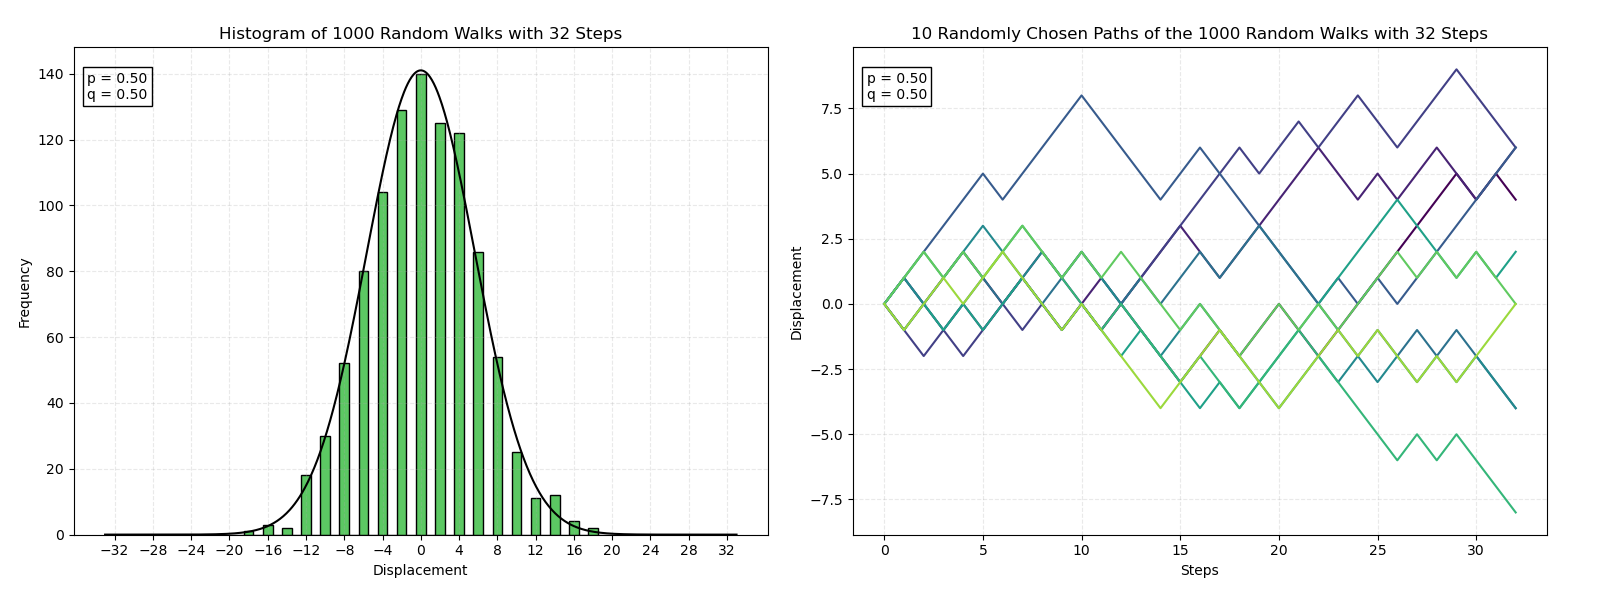 Histogram of 1000 Random Walks with 32 Steps
p = 0.50
q = 0.50
140
120
100
80
60
40
20
0
Frequency
−32 −28 −24 −20 −16 −12 −8 −4 0 4 8 12 16 20 24 28 32
Displacement
10 Randomly Chosen Paths of the 1000 Random Walks with 32 Steps
p = 0.50
q = 0.50
7.5
5.0
2.5
0.0
−2.5
−5.0
−7.5
Displacement
0 5 10 15 20 25 30
Steps